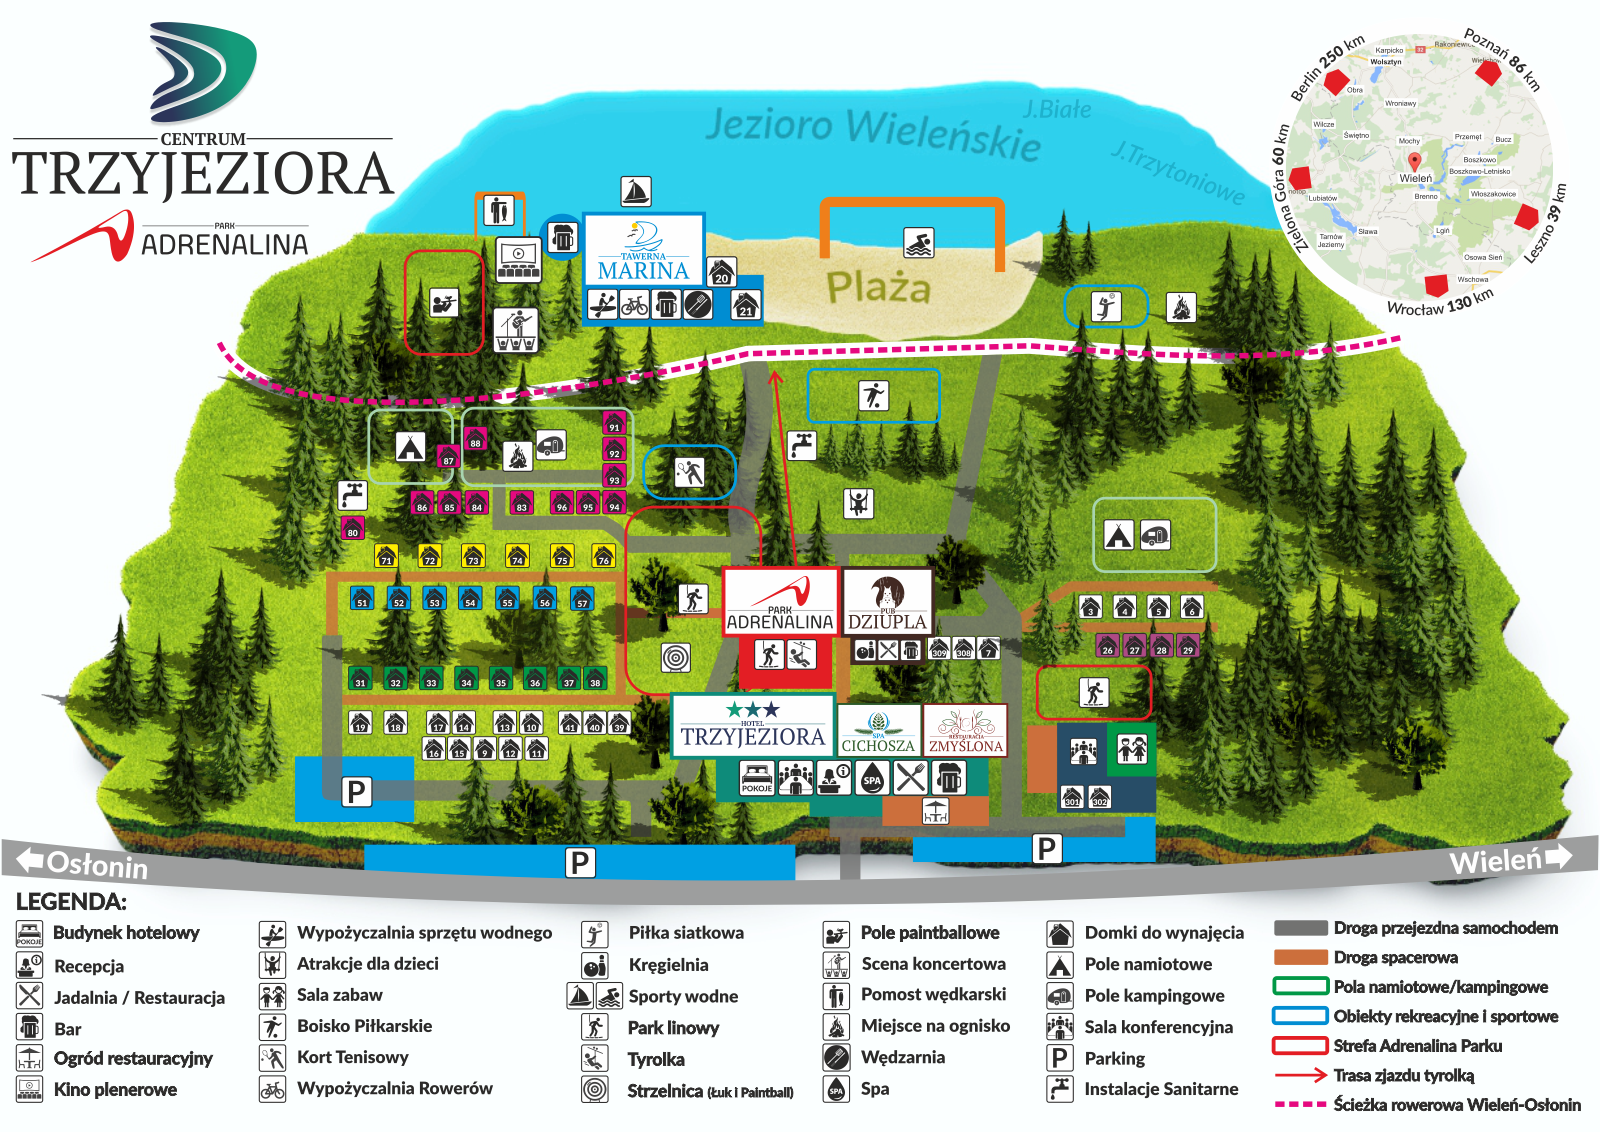 CENTRUM
TRZYJEZIORA
PARK
ADRENALINA
Jezioro Wieleńskie
J.Białe
J.Trzytoniowe
Berlin 250 km
Poznań 86 km
Zielona Góra 60 km
Leszno 39 km
Wrocław 130 km
Karpicko
32
Wolsztyn
Obra
Wroniawy
Wilcze
Świętno
Mochy
Przemęt
Bucz
Boszkowo
Boszkowo-Letnisko
Wieleń
Brenno
Włoszakowice
Lubiatów
Sława
Lgiń
Tarnów
Jezierny
Osowa Sień
Wschowa
TAWERNA
MARINA
20
21
Plaża
88
87
91
92
93
86
85
84
83
96
95
94
80
71
72
73
74
75
76
51
52
53
54
55
56
57
31
32
33
34
35
36
37
38
19
18
17
14
13
10
41
40
39
16
15
9
12
11
PARK
ADRENALINA
PUB
DZIUPLA
309
308
7
3
4
5
6
26
27
28
29
HOTEL
TRZYJEZIORA
SPA
CICHOSZA
RESTAURACJA
ZMYŚLONA
POKOJE
i
SPA
301
302
P
P
P
Osłonin
Wieleń
LEGENDA:
POKOJE
Budynek hotelowy
Recepcja
Jadalnia / Restauracja
Bar
Ogród restauracyjny
Kino plenerowe
Wypożyczalnia sprzętu wodnego
Atrakcje dla dzieci
Sala zabaw
Boisko Piłkarskie
Kort Tenisowy
Wypożyczalnia Rowerów
Piłka siatkowa
Kręgielnia
Sporty wodne
Park linowy
Tyrolka
Strzelnica (Łuk i Paintball)
Pole paintballowe
Scena koncertowa
Pomost wędkarski
Miejsce na ognisko
Wędzarnia
SPA
Spa
Domki do wynajęcia
Pole namiotowe
Pole kampingowe
Sala konferencyjna
P
Parking
Instalacje Sanitarne
Droga przejezdna samochodem
Droga spacerowa
Pola namiotowe/kampingowe
Obiekty rekreacyjne i sportowe
Strefa Adrenalina Parku
Trasa zjazdu tyrolką
Ścieżka rowerowa Wieleń-Osłonin